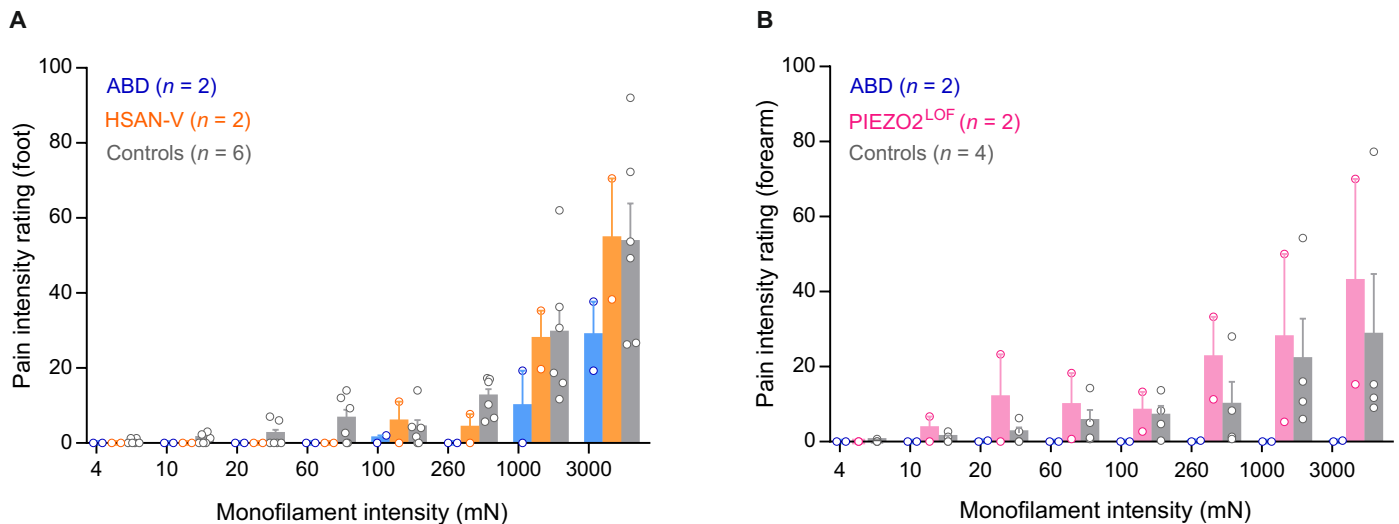 A
Pain intensity rating (foot)
100
80
60
40
20
0
ABD (n = 2)
HSAN-V (n = 2)
Controls (n = 6)
4 10 20 60 100 260 1000 3000
Monofilament intensity (mN)
B
Pain intensity rating (forearm)
100
80
60
40
20
0
ABD (n = 2)
PIEZO2^LOF (n = 2)
Controls (n = 4)
4 10 20 60 100 260 1000 3000
Monofilament intensity (mN)